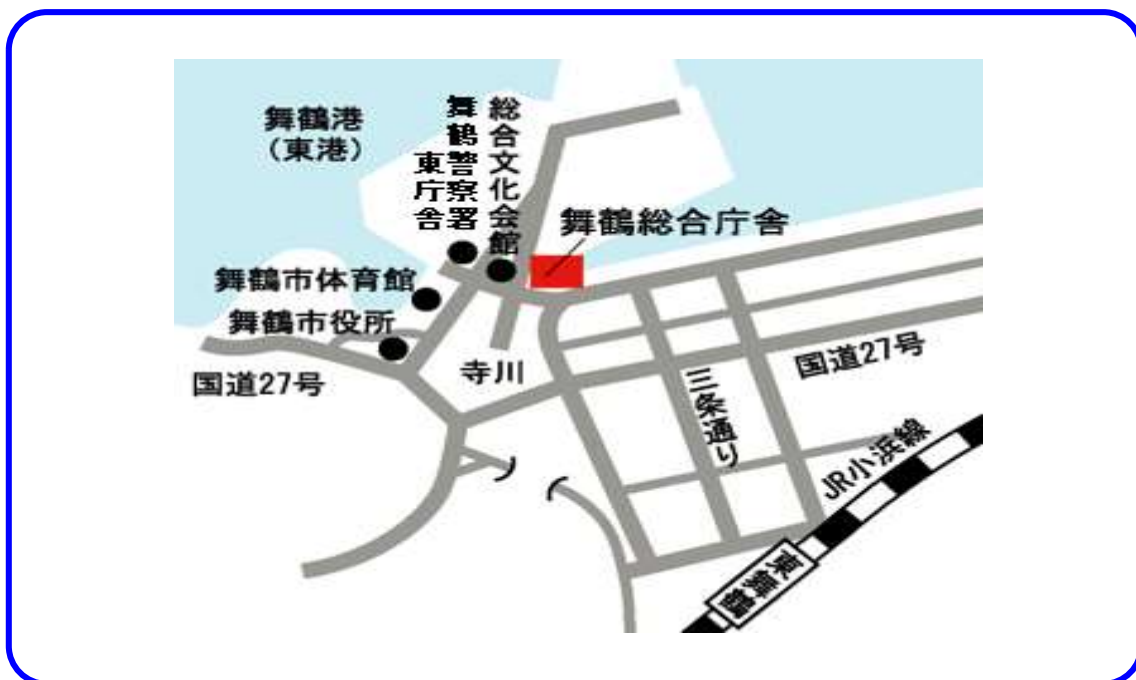 舞鶴港
（東港）
総合文化会館
舞鶴警察署
東庁舎
舞鶴総合庁舎
舞鶴市体育館
舞鶴市役所
国道27号
寺川
三条通り
国道27号
JR小浜線
東舞鶴